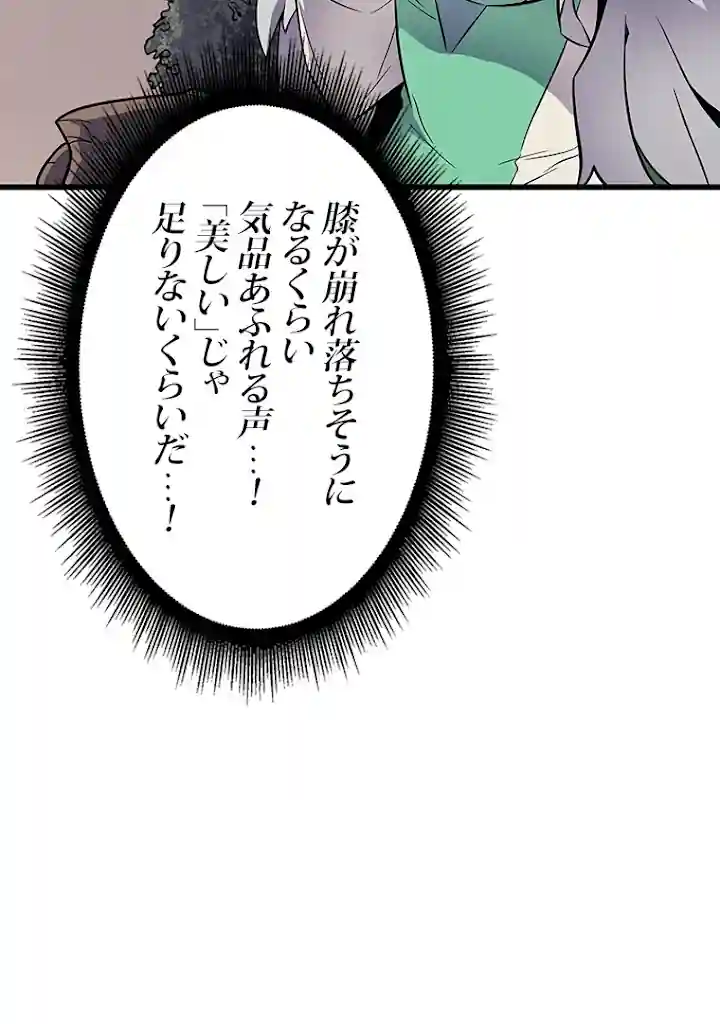 膝が崩れ落ちそうに
なるくらい
気品あふれる声…！
「美しい」じゃ
足りないくらいだ…！